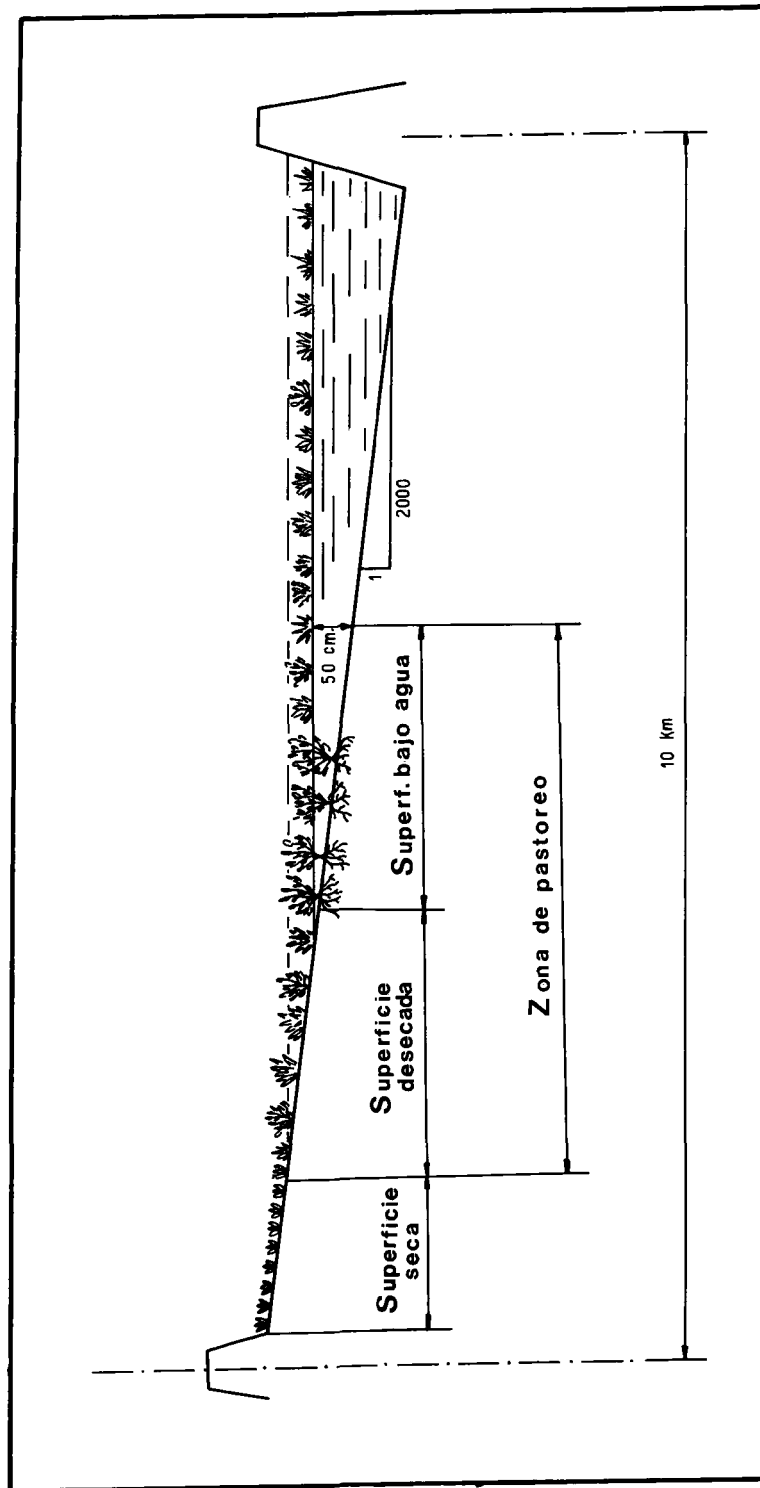 Superficie
seca
Superficie
desecada
Superf. bajo agua
50 cm.
1
2000
Zona de pastoreo
10 Km